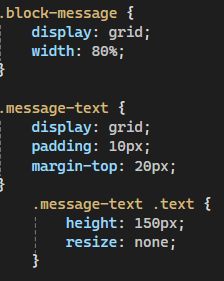 .block-message {
    display: grid;
    width: 80%;
}
.message-text {
    display: grid;
    padding: 10px;
    margin-top: 20px;
}
    .message-text .text {
        height: 150px;
        resize: none;
    }